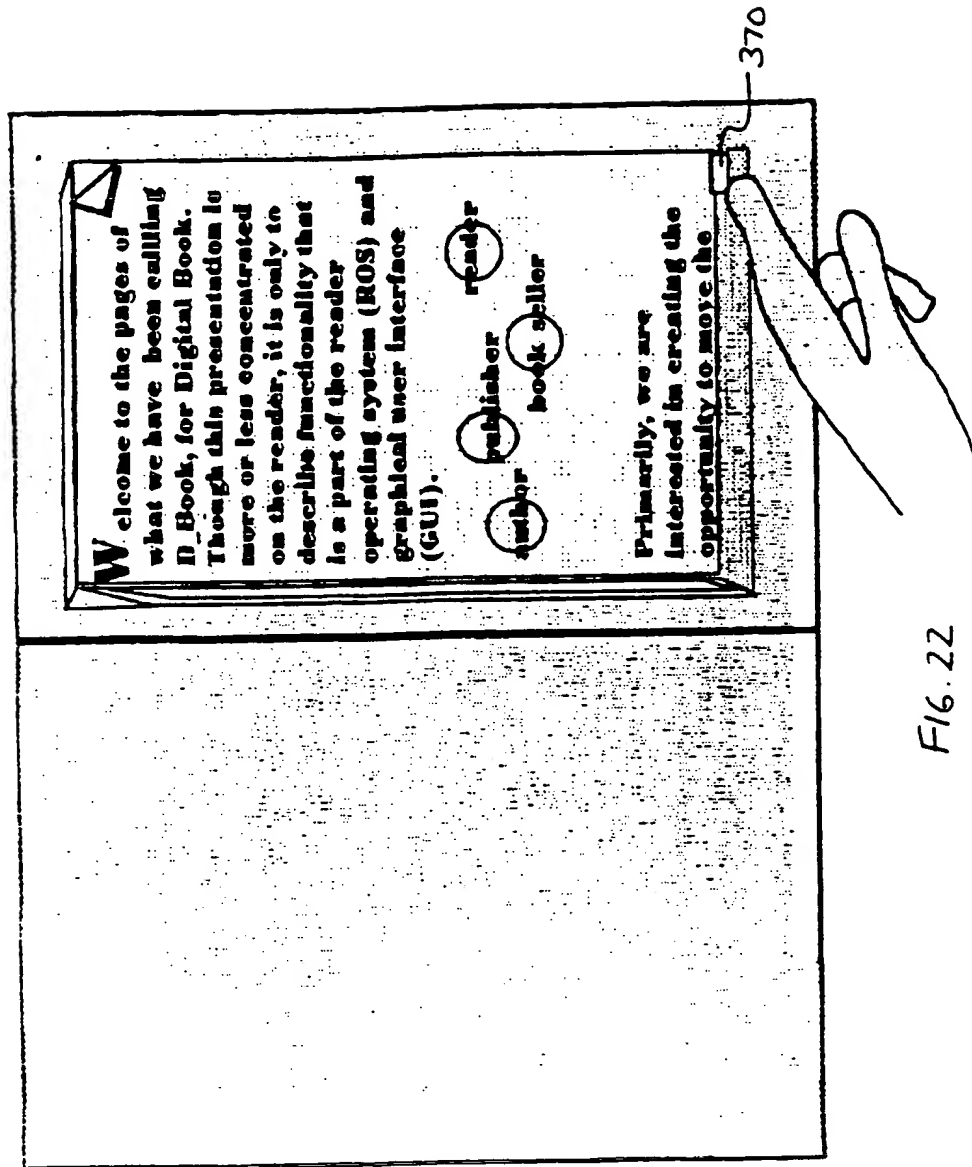 Welcome to the pages of
what we have been callling
D_Book, for Digital Book.
Though this presentation is
more or less concentrated
on the reader, it is only to
describe functionality that
is a part of the reader
operating system (ROS) and
graphical user interface
(GUI).
author publisher book seller reader
Primarily, we are
interested in creating the
opportunity to move the
370
FIG. 22